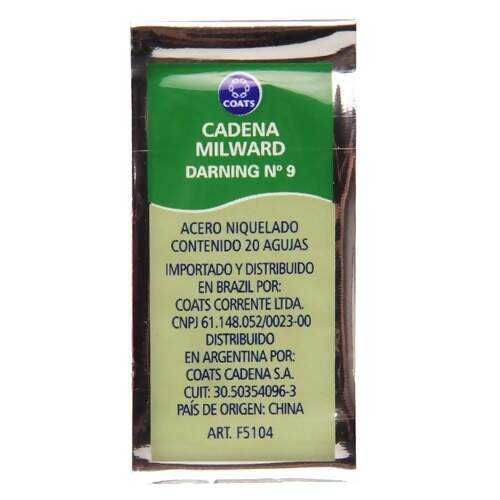 COATS
CADENA
MILWARD
DARNING Nº 9
ACERO NIQUELADO
CONTENIDO 20 AGUJAS
IMPORTADO Y DISTRIBUIDO
EN BRAZIL POR:
COATS CORRENTE LTDA.
CNPJ 61.148.052/0023-00
DISTRIBUIDO
EN ARGENTINA POR:
COATS CADENA S.A.
CUIT: 30.50354096-3
PAÍS DE ORIGEN: CHINA
ART. F5104